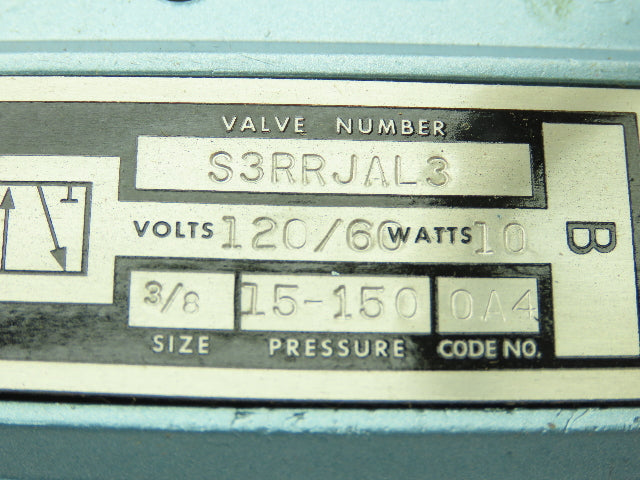 VALVE NUMBER
S3RRJAL3
VOLTS 120/60 WATTS 10
B
3/8 15-150 0A4
SIZE PRESSURE CODE NO.